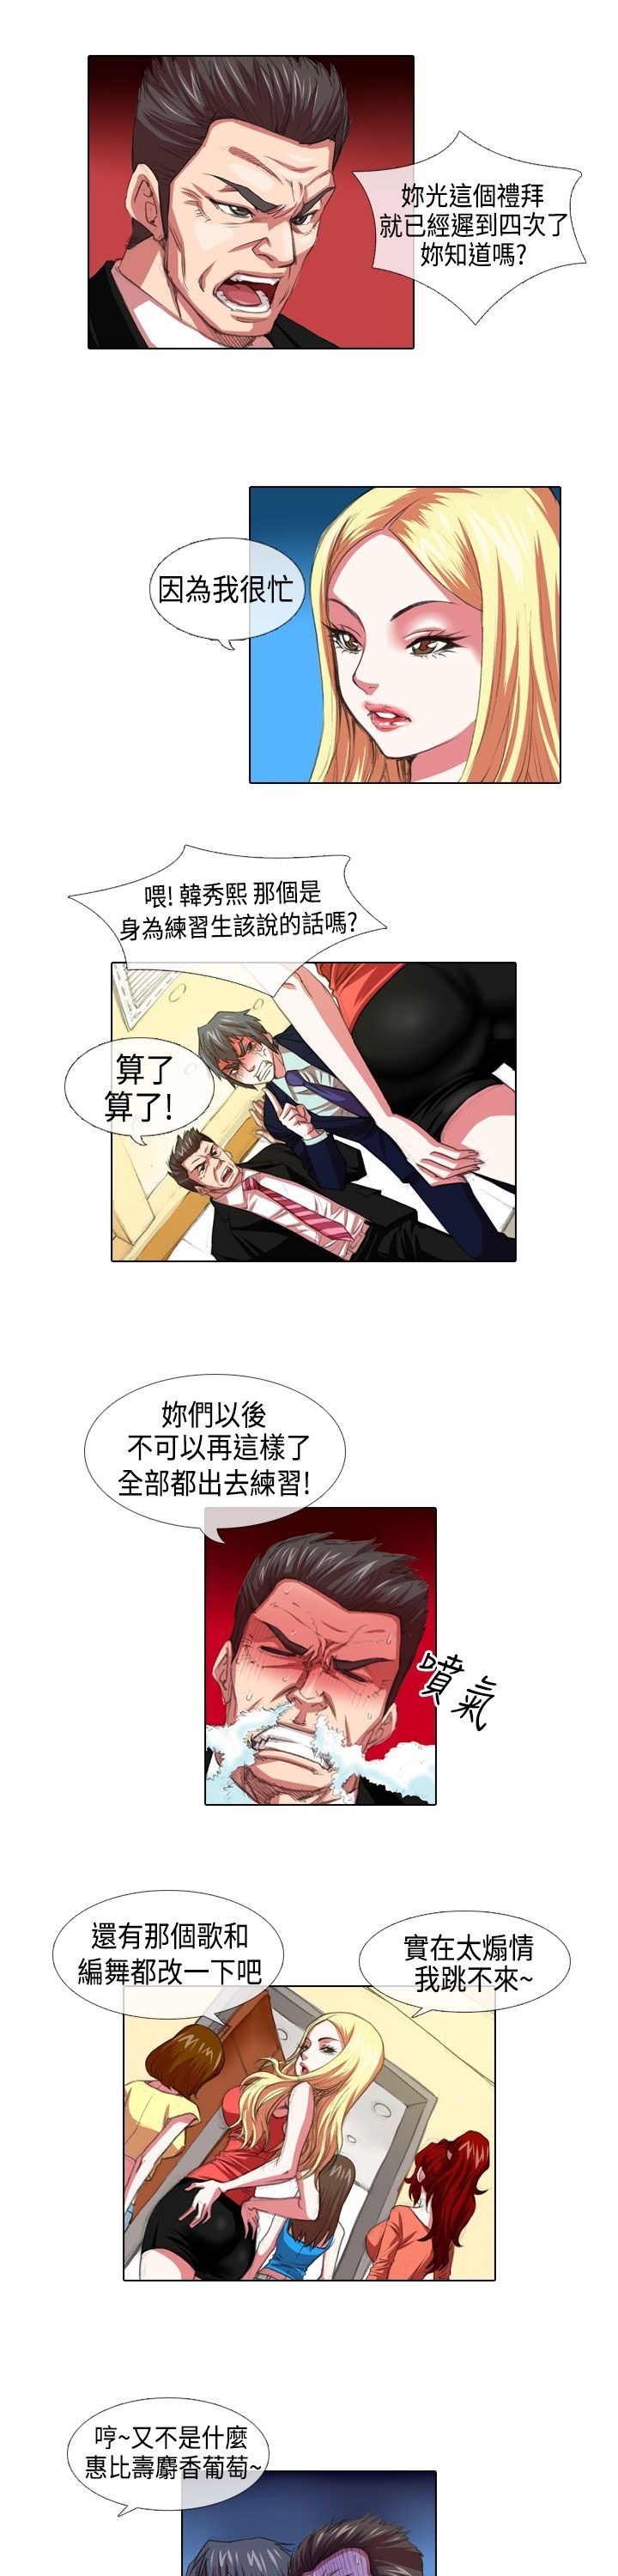 妳光這個禮拜
就已經遲到四次了
妳知道嗎?
因為我很忙
喂! 韓秀熙 那個是
身為練習生該說的話嗎?
算了
算了!
妳們以後
不可以再這樣了
全部都出去練習!
噴氣
還有那個歌和
編舞都改一下吧
實在太煽情
我跳不來~
哼~又不是什麼
惠比壽麝香葡萄~